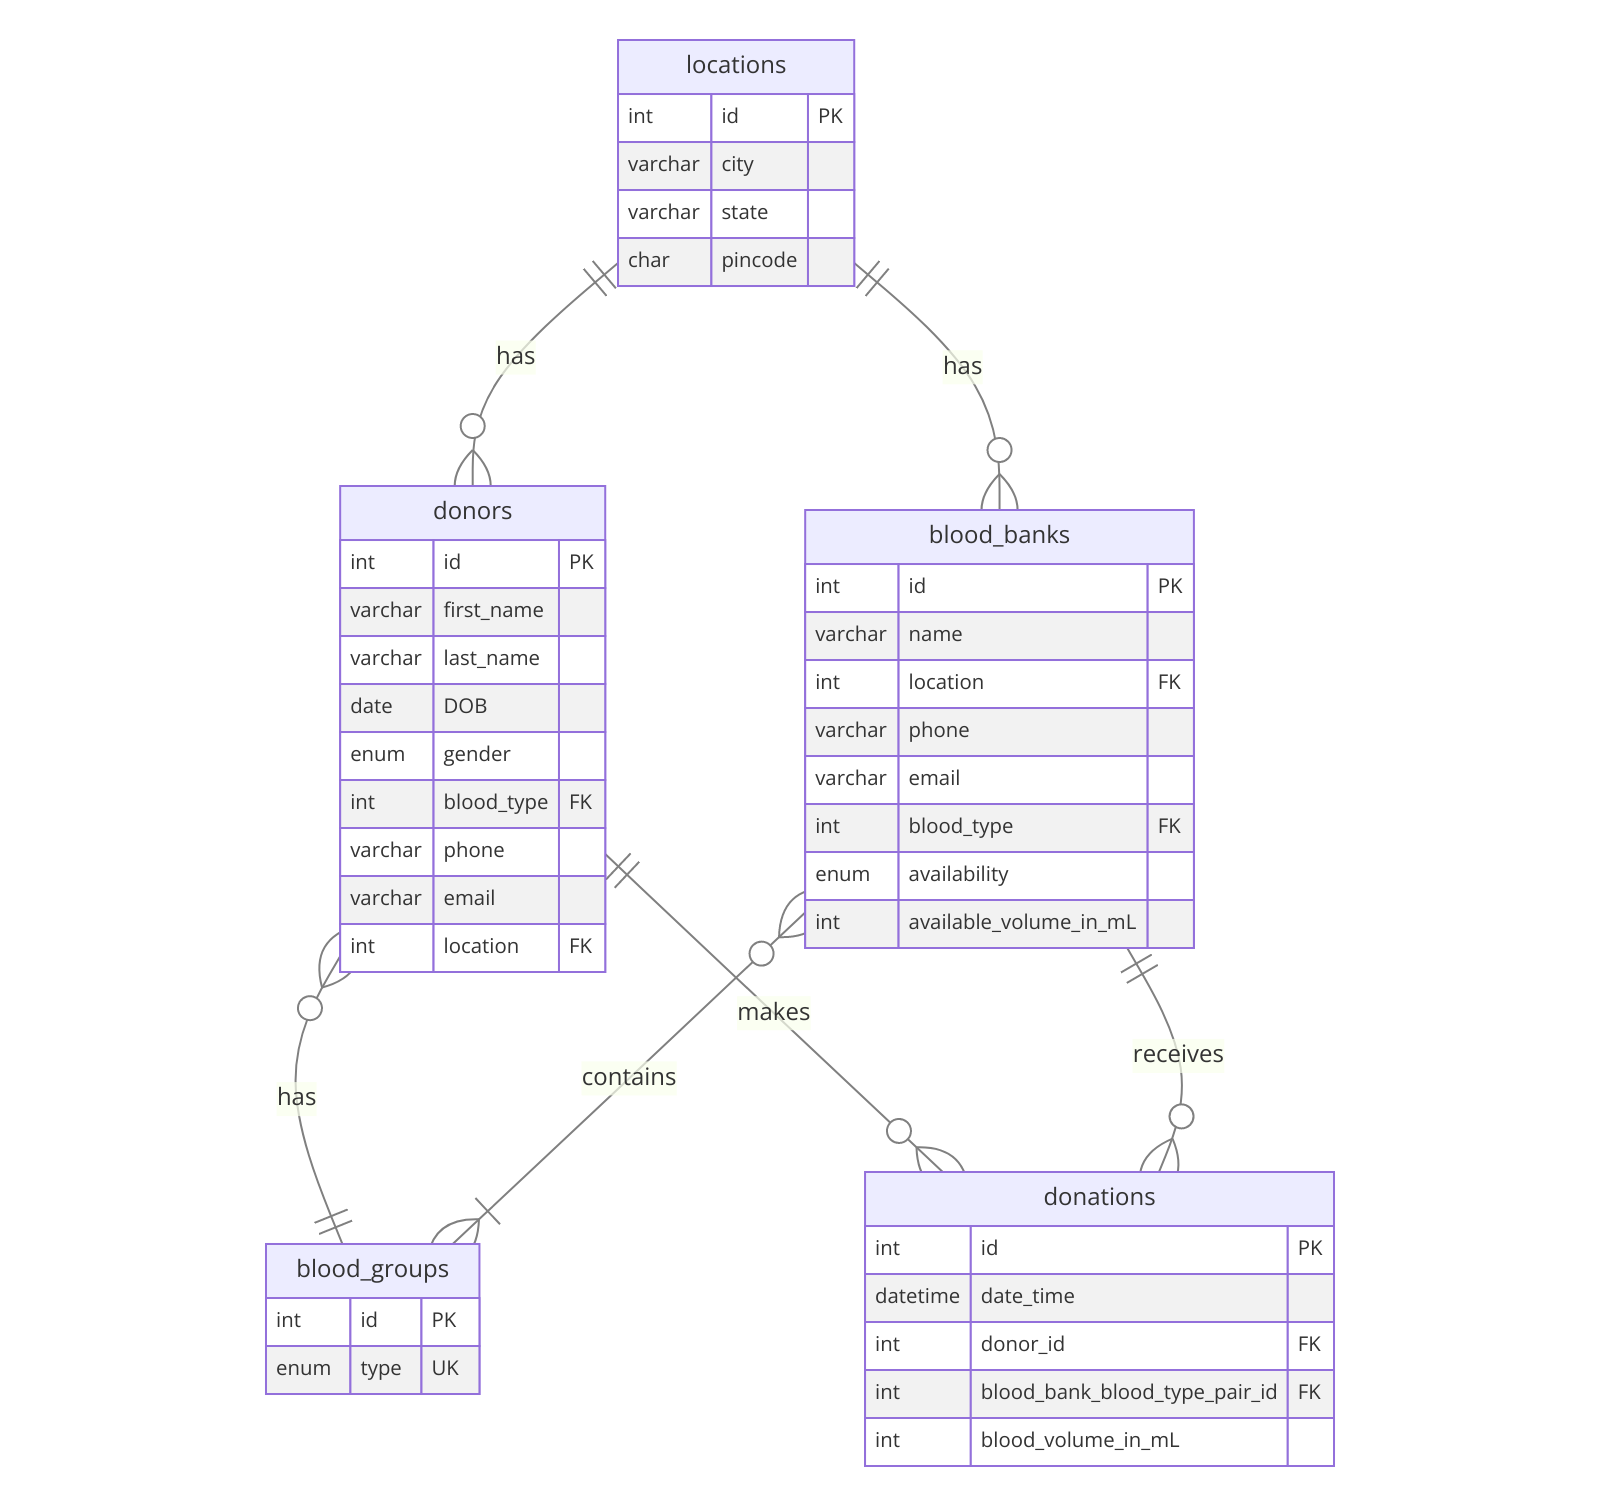 locations
int id PK
varchar city
varchar state
char pincode
has
has
donors
int id PK
varchar first_name
varchar last_name
date DOB
enum gender
int blood_type FK
varchar phone
varchar email
int location FK
blood_banks
int id PK
varchar name
int location FK
varchar phone
varchar email
int blood_type FK
enum availability
int available_volume_in_mL
makes
receives
contains
has
donations
int id PK
datetime date_time
int donor_id FK
int blood_bank_blood_type_pair_id FK
int blood_volume_in_mL
blood_groups
int id PK
enum type UK